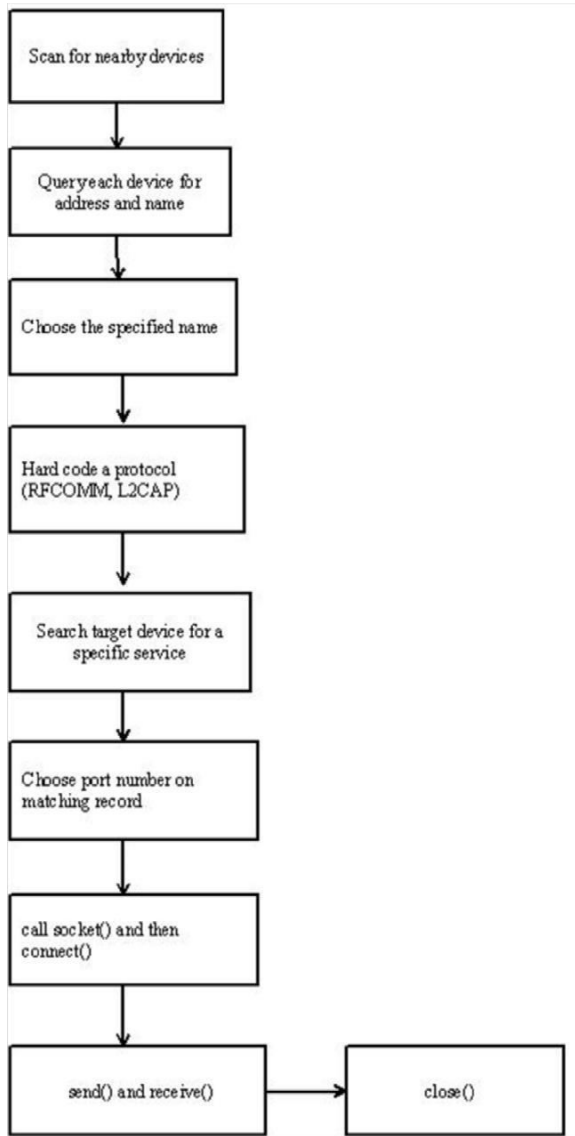 Scan for nearby devices
Query each device for
address and name
Choose the specified name
Hard code a protocol
(RFCOMM, L2CAP)
Search target device for a
specific service
Choose port number on
matching record
call socket() and then
connect()
send() and receive()
close()